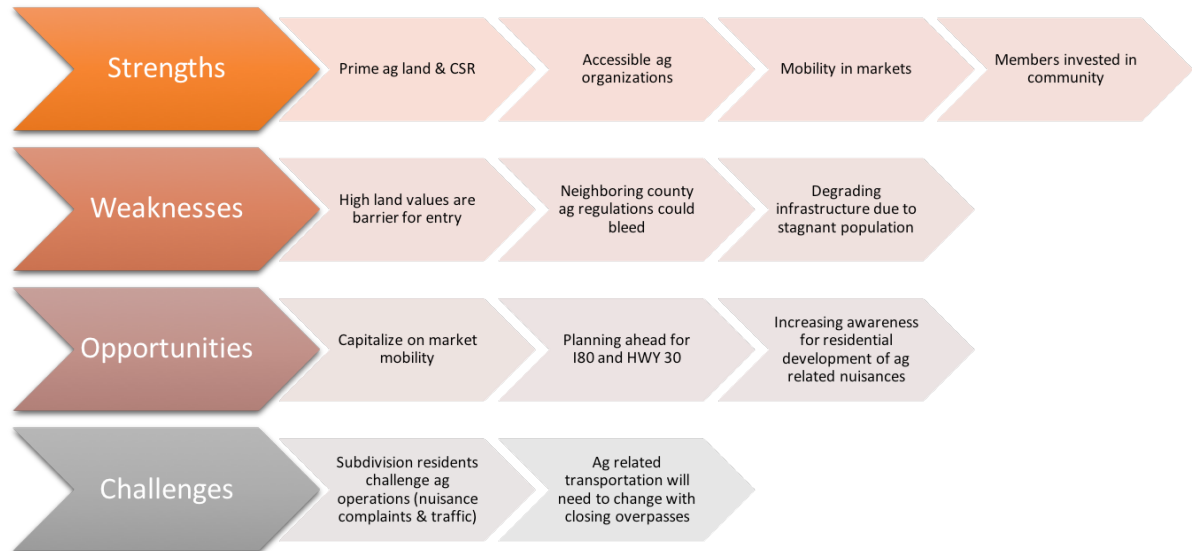 Strengths
Prime ag land & CSR
Accessible ag
organizations
Mobility in markets
Members invested in
community
Weaknesses
High land values are
barrier for entry
Neighboring county
ag regulations could
bleed
Degrading
infrastructure due to
stagnant population
Opportunities
Capitalize on market
mobility
Planning ahead for
I80 and HWY 30
Increasing awareness
for residential
development of ag
related nuisances
Challenges
Subdivision residents
challenge ag
operations (nuisance
complaints & traffic)
Ag related
transportation will
need to change with
closing overpasses